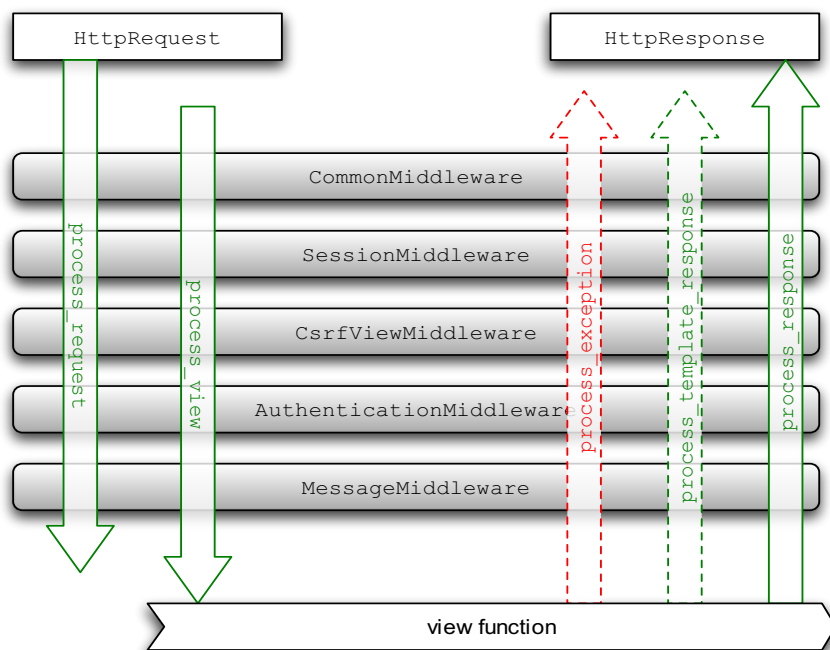 HttpRequest
HttpResponse
CommonMiddleware
SessionMiddleware
CsrfViewMiddleware
AuthenticationMiddleware
MessageMiddleware
process_request
process_view
process_exception
process_template_response
process_response
view function